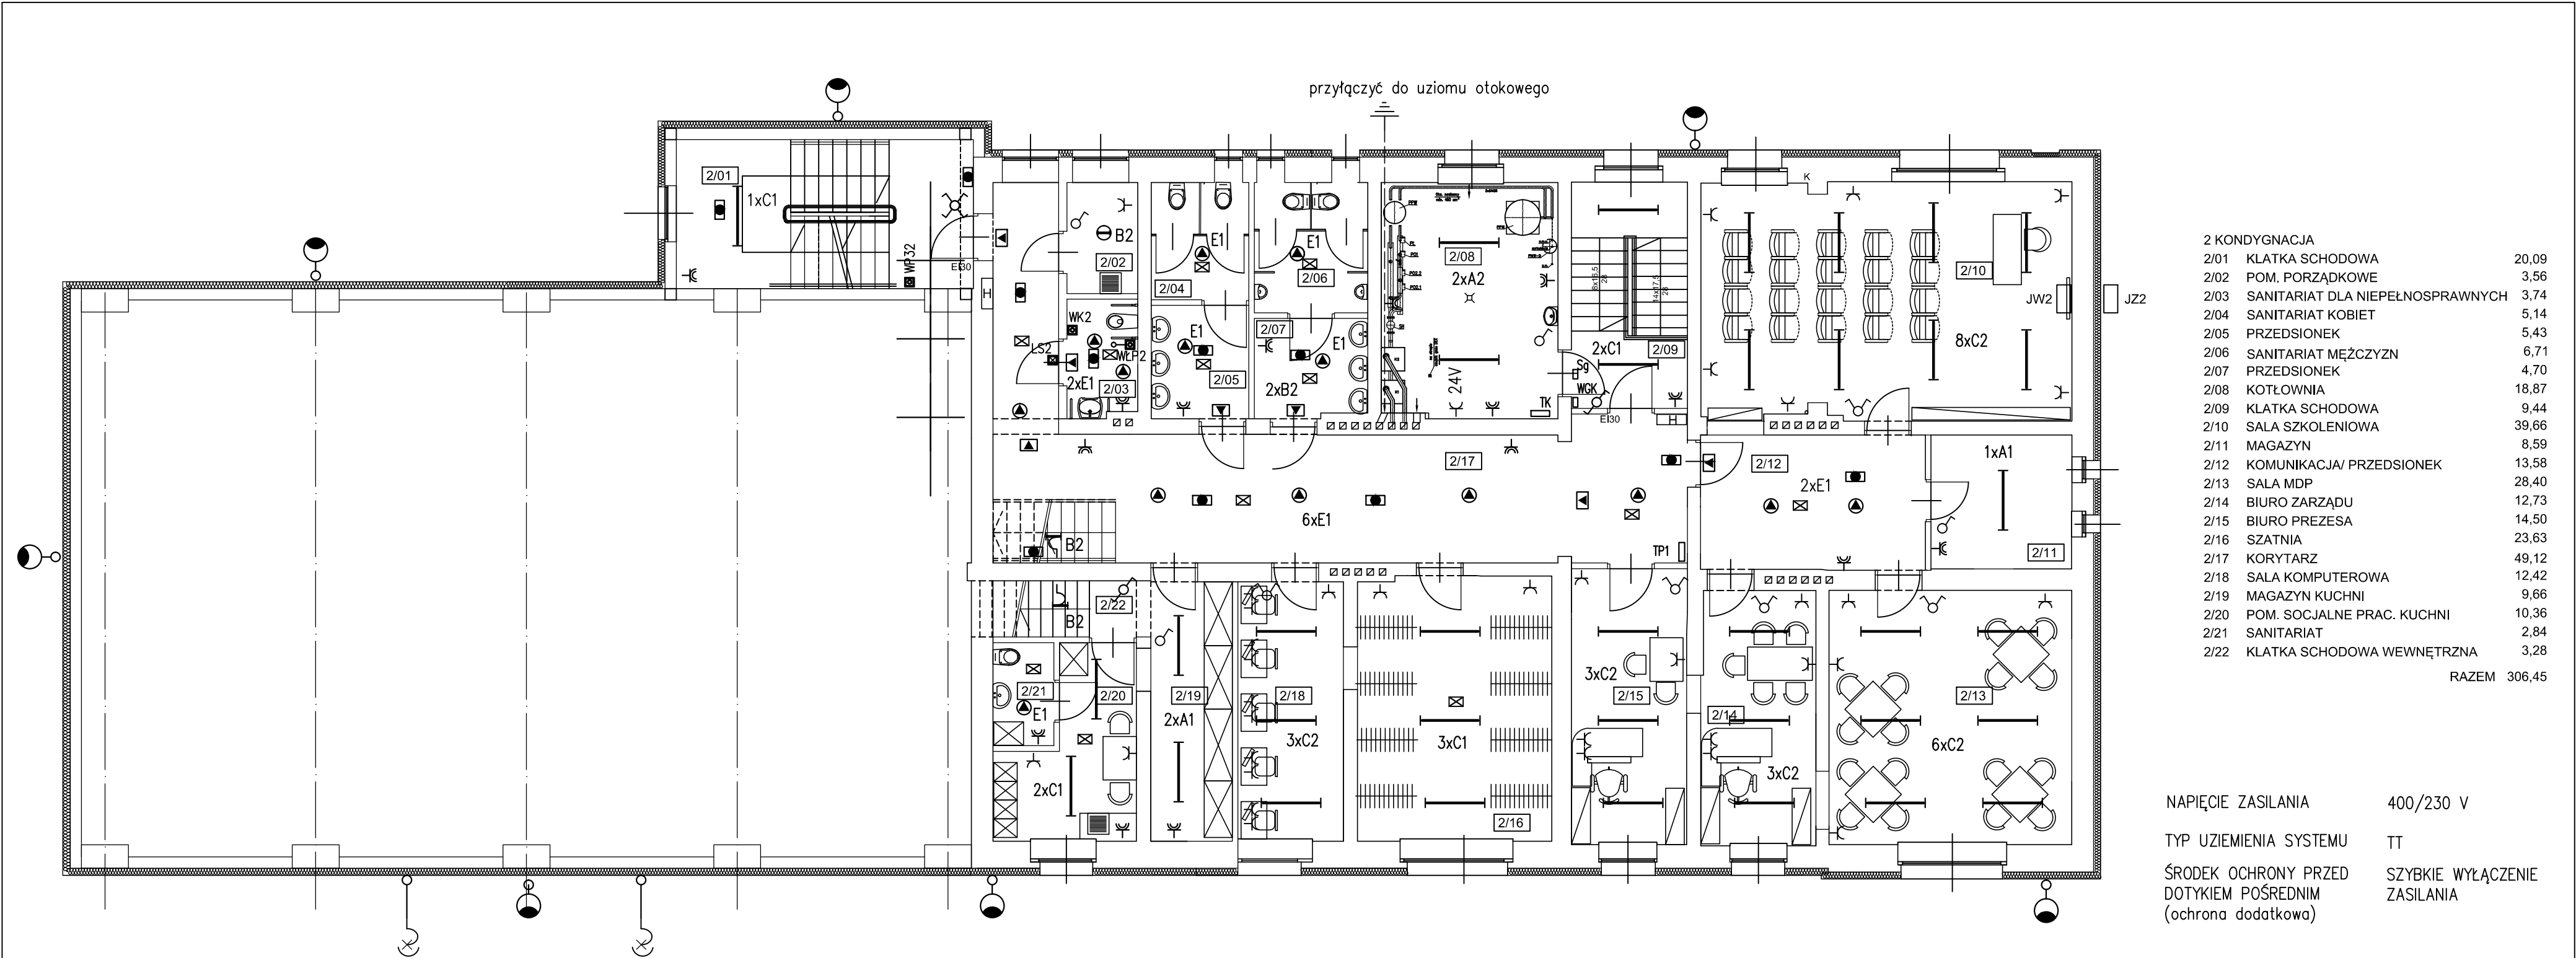 przyłączyć do uziomu otokowego
2/01
1xC1
WP32
EI30
H
B2
2/02
WK2
LS2
WŁP2
2xE1
2/03
E1
2/04
E1
2/05
E1
2/06
2/07
E1
2xB2
2/08
2xA2
24V
TK
Sg
WGK
EI30
H
8x16,5
28
14x17,5
28
2xC1
2/09
K
2/10
8xC2
JW2
JZ2
2/17
6xE1
TP1
2/12
2xE1
1xA1
2/11
B2
B2
2/22
2/21
E1
2/20
2xC1
2/19
2xA1
2/18
3xC2
3xC1
2/16
3xC2
2/15
2/14
3xC2
2/13
6xC2
2 KONDYGNACJA
2/01 KLATKA SCHODOWA 20,09
2/02 POM. PORZĄDKOWE 3,56
2/03 SANITARIAT DLA NIEPEŁNOSPRAWNYCH 3,74
2/04 SANITARIAT KOBIET 5,14
2/05 PRZEDSIONEK 5,43
2/06 SANITARIAT MĘŻCZYZN 6,71
2/07 PRZEDSIONEK 4,70
2/08 KOTŁOWNIA 18,87
2/09 KLATKA SCHODOWA 9,44
2/10 SALA SZKOLENIOWA 39,66
2/11 MAGAZYN 8,59
2/12 KOMUNIKACJA/ PRZEDSIONEK 13,58
2/13 SALA MDP 28,40
2/14 BIURO ZARZĄDU 12,73
2/15 BIURO PREZESA 14,50
2/16 SZATNIA 23,63
2/17 KORYTARZ 49,12
2/18 SALA KOMPUTEROWA 12,42
2/19 MAGAZYN KUCHNI 9,66
2/20 POM. SOCJALNE PRAC. KUCHNI 10,36
2/21 SANITARIAT 2,84
2/22 KLATKA SCHODOWA WEWNĘTRZNA 3,28
RAZEM 306,45
NAPIĘCIE ZASILANIA 400/230 V
TYP UZIEMIENIA SYSTEMU TT
ŚRODEK OCHRONY PRZED SZYBKIE WYŁĄCZENIE
DOTYKIEM POŚREDNIM ZASILANIA
(ochrona dodatkowa)